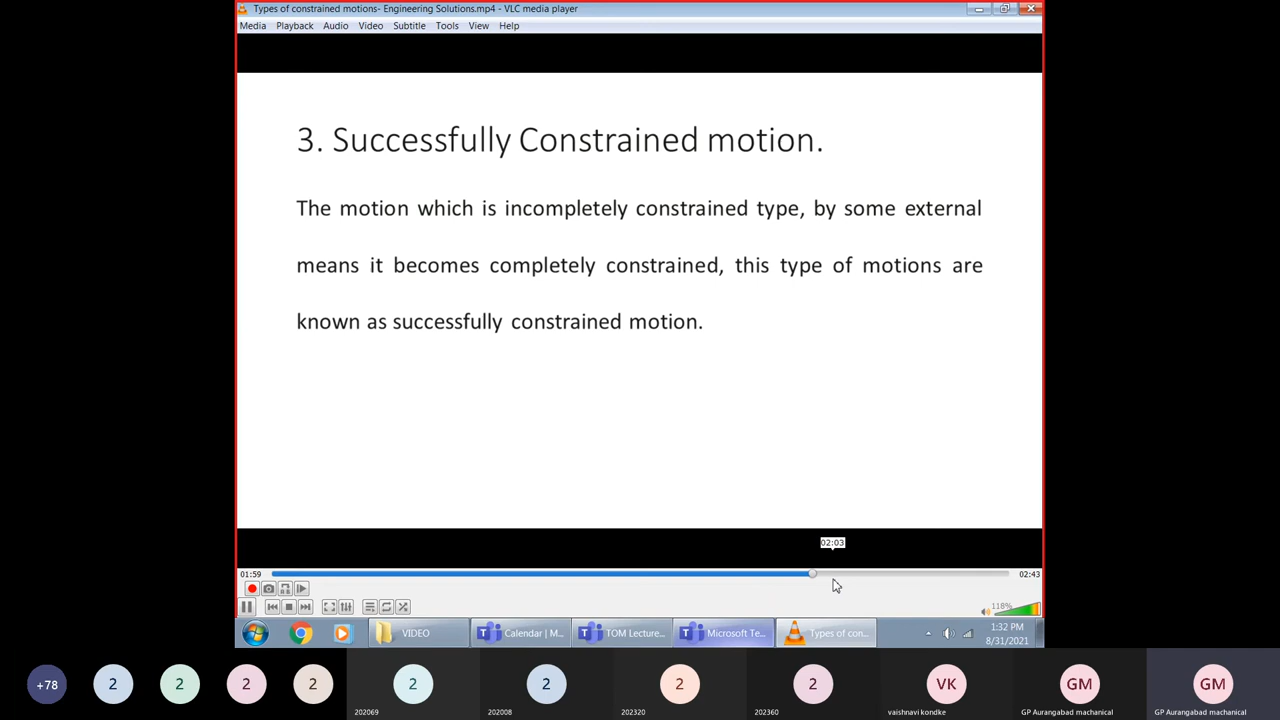 Types of constrained motions- Engineering Solutions.mp4 - VLC media player
Media Playback Audio Video Subtitle Tools View Help
3. Successfully Constrained motion.
The motion which is incompletely constrained type, by some external
means it becomes completely constrained, this type of motions are
known as successfully constrained motion.
02:03
01:59
02:43
118%
VIDEO
Calendar | M...
TOM Lecture...
Microsoft Te...
Types of con...
1:32 PM
8/31/2021
+78
2
2
2
2
2
202069
2
202008
2
202320
2
202360
VK
vaishnavi kondke
GM
GP Aurangabad machanical
GM
GP Aurangabad machanical